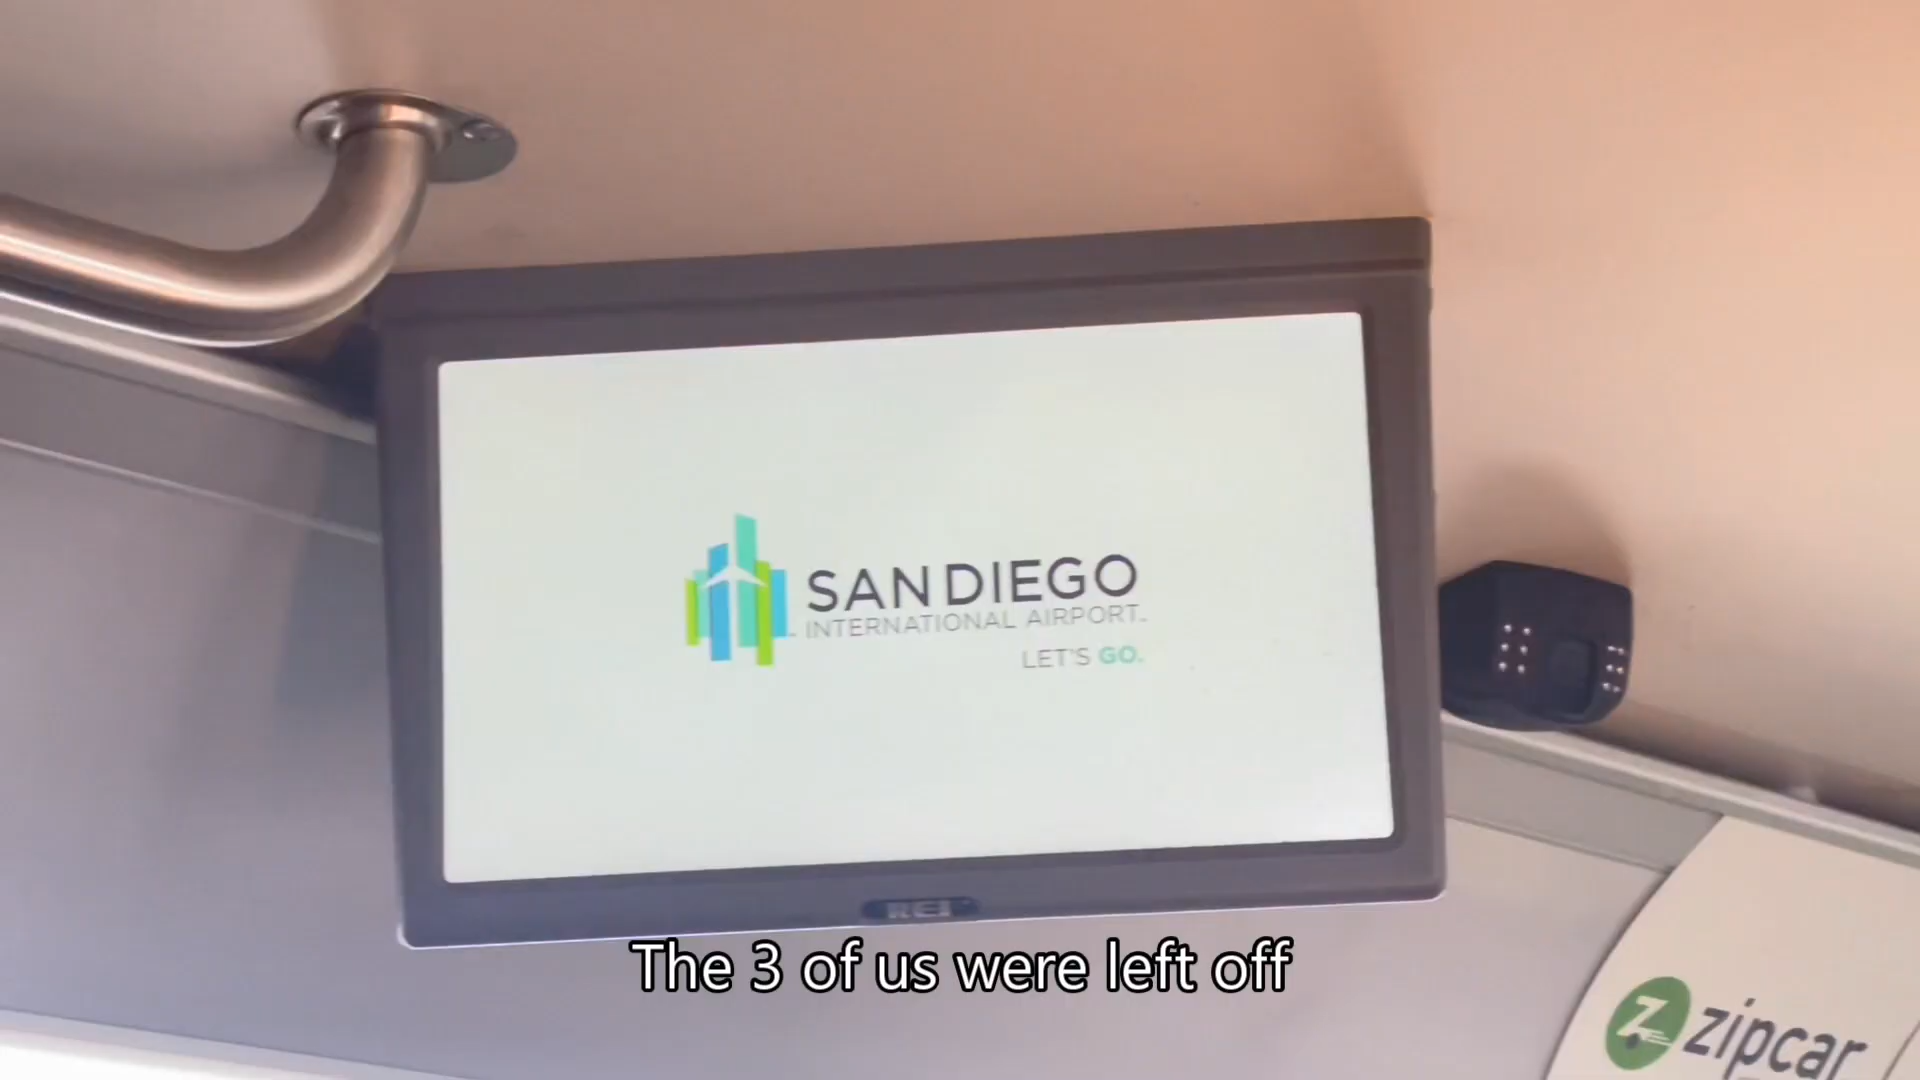 SAN DIEGO
INTERNATIONAL AIRPORT
LET'S GO.
REI
The 3 of us were left off
zipcar